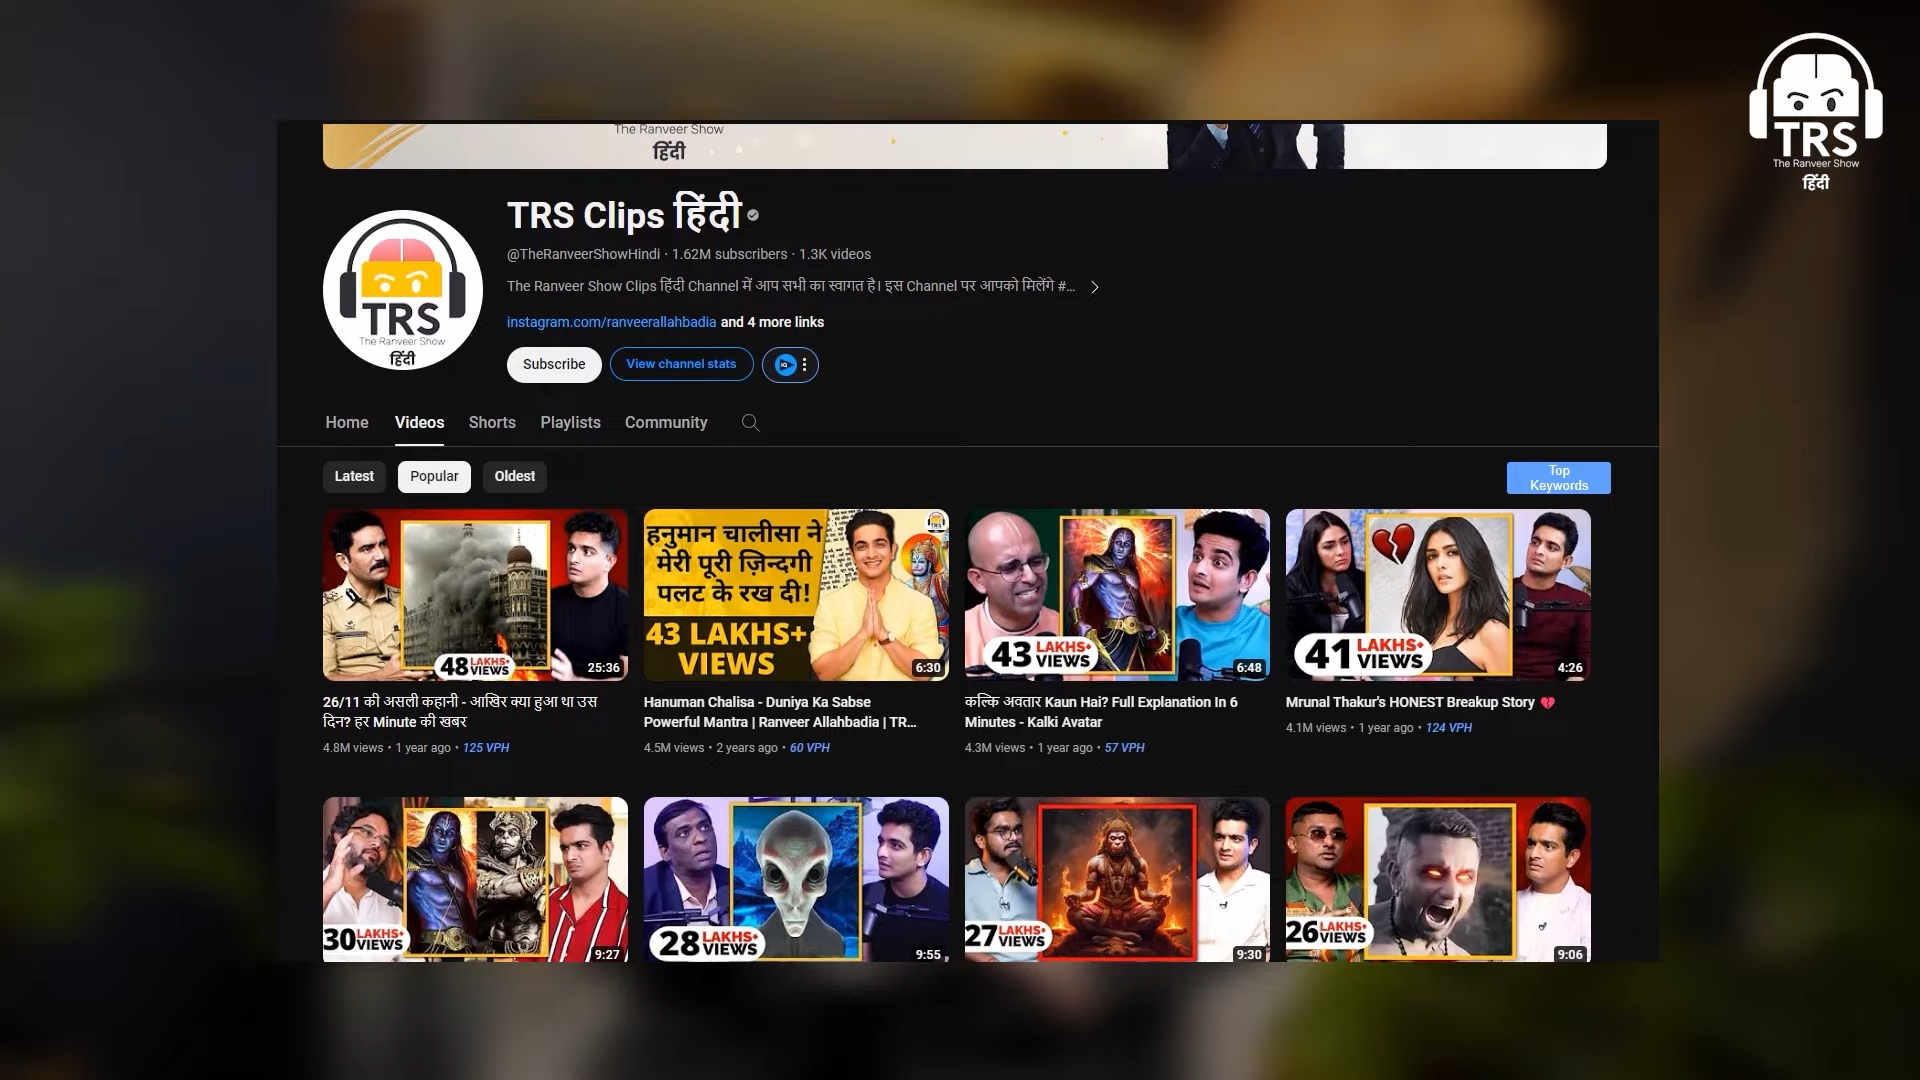 The Ranveer Show
हिंदी
TRS
The Ranveer Show
हिंदी
TRS Clips हिंदी
@TheRanveerShowHindi · 1.62M subscribers · 1.3K videos
The Ranveer Show Clips हिंदी Channel में आप सभी का स्वागत है। इस Channel पर आपको मिलेंगे #...
instagram.com/ranveerallahbadia and 4 more links
Subscribe
View channel stats
TRS
The Ranveer Show
हिंदी
Home Videos Shorts Playlists Community
Latest Popular Oldest
Top
Keywords
48 LAKHS+
VIEWS
25:36
हनुमान चालीसा ने
मेरी पूरी ज़िन्दगी
पलट के रख दी!
43 LAKHS+
VIEWS
6:30
43 LAKHS+
VIEWS
6:48
41 LAKHS+
VIEWS
4:26
26/11 की असली कहानी - आखिर क्या हुआ था उस
दिन? हर Minute की खबर
4.8M views • 1 year ago • 125 VPH
Hanuman Chalisa - Duniya Ka Sabse
Powerful Mantra | Ranveer Allahbadia | TR...
4.5M views • 2 years ago • 60 VPH
कल्कि अवतार Kaun Hai? Full Explanation In 6
Minutes - Kalki Avatar
4.3M views • 1 year ago • 57 VPH
Mrunal Thakur's HONEST Breakup Story 💔
4.1M views • 1 year ago • 124 VPH
30 LAKHS+
VIEWS
9:27
28 LAKHS+
VIEWS
9:55
27 LAKHS+
VIEWS
9:30
26 LAKHS+
VIEWS
9:06